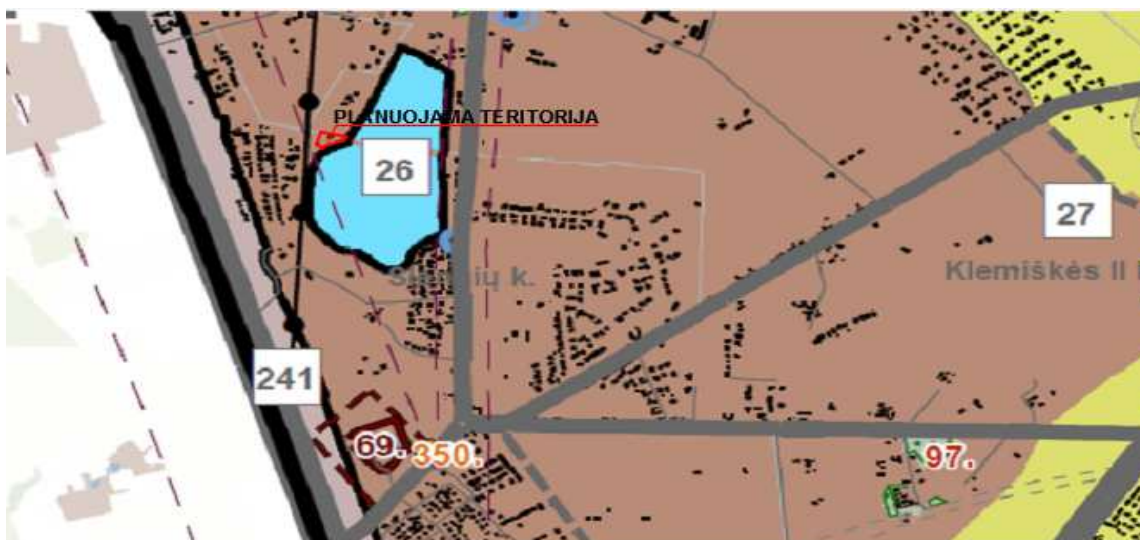 PLANUOJAMA TERITORIJA
26
27
k.
Klemiškės II
241
69.
350.
97.